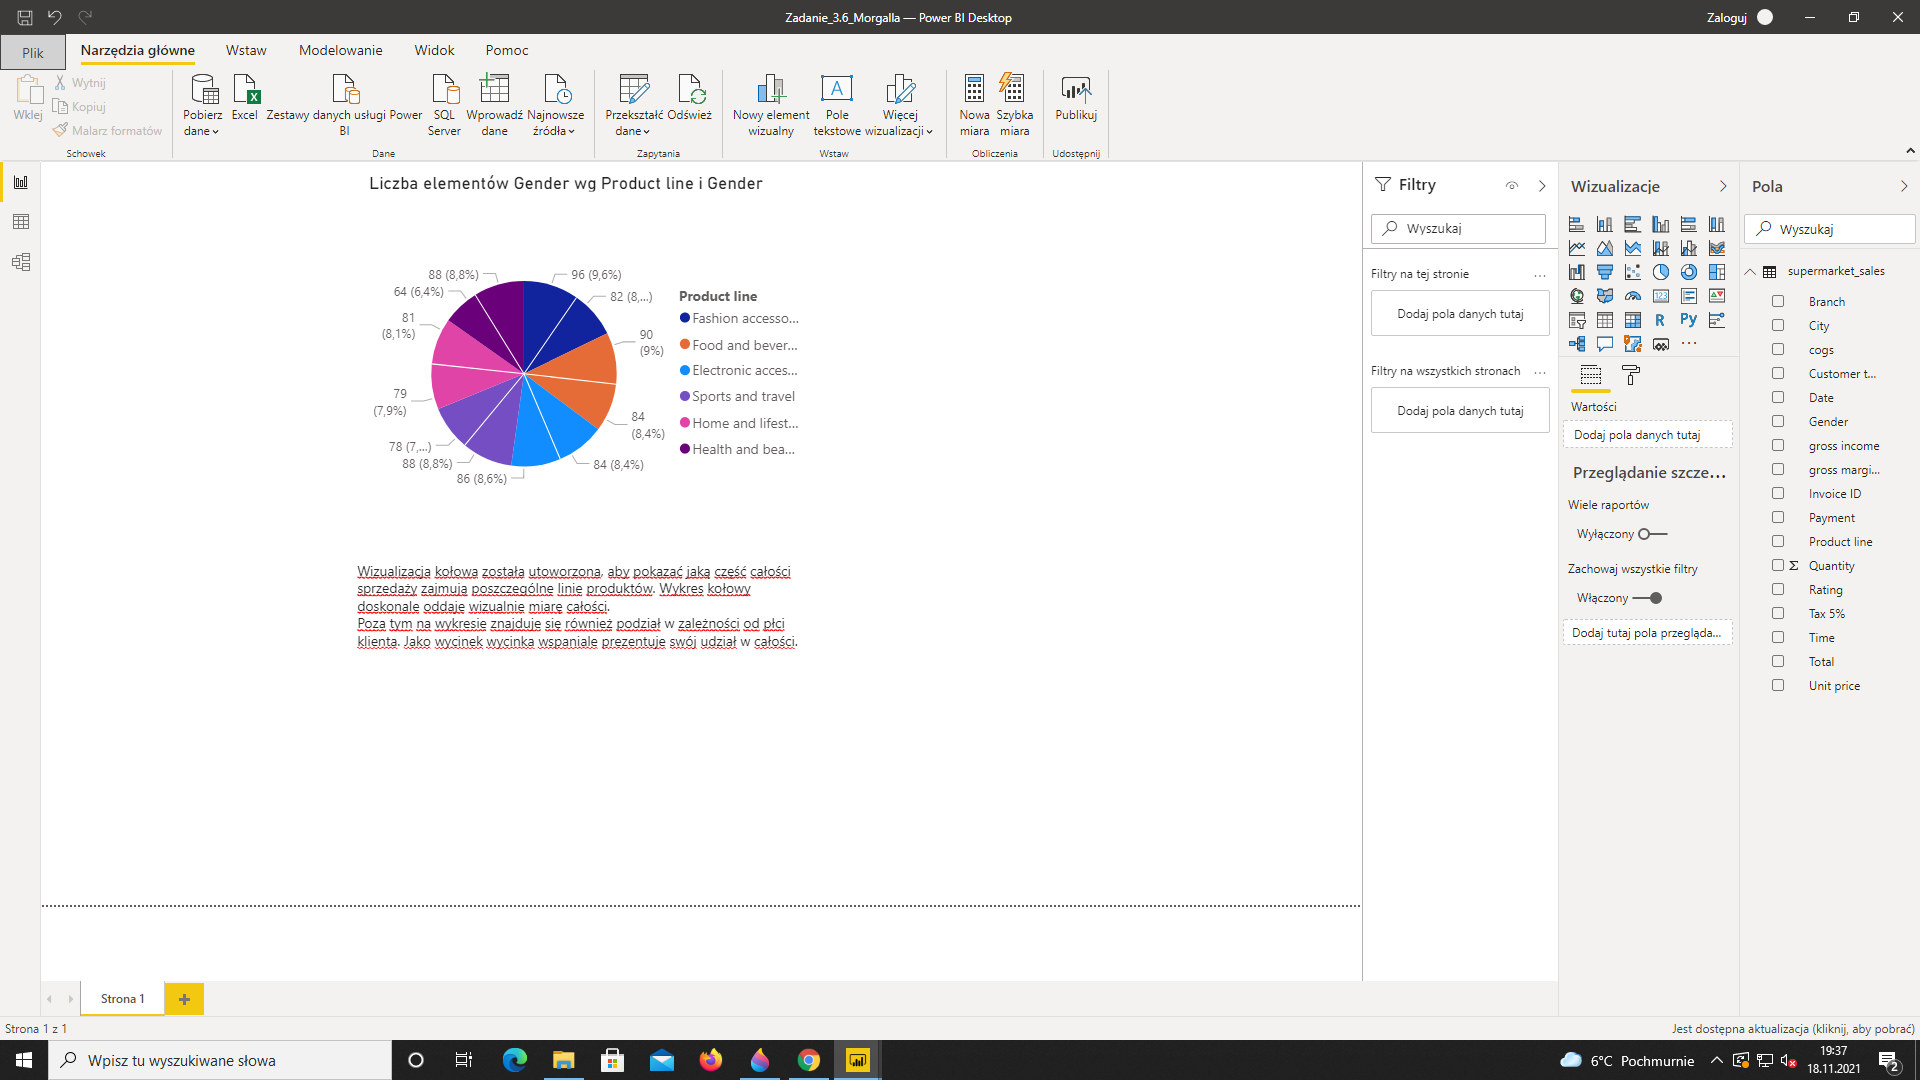 Zadanie_3.6_Morgalla — Power BI Desktop
Zaloguj
Plik
Narzędzia główne
Wstaw
Modelowanie
Widok
Pomoc
Wklej
Wytnij
Kopiuj
Malarz formatów
Schowek
Pobierz
dane
Excel
Zestawy danych usługi Power
BI
SQL
Server
Wprowadź
dane
Najnowsze
źródła
Dane
Przekształć
dane
Odśwież
Zapytania
Nowy element
wizualny
Pole
tekstowe
Więcej
wizualizacji
Wstaw
Nowa
miara
Szybka
miara
Obliczenia
Publikuj
Udostępnij
Liczba elementów Gender wg Product line i Gender
96 (9,6%)
82 (8,...)
90
(9%)
84
(8,4%)
84 (8,4%)
86 (8,6%)
88 (8,8%)
78 (7,...)
79
(7,9%)
81
(8,1%)
64 (6,4%)
88 (8,8%)
Product line
Fashion accesso...
Food and bever...
Electronic acces...
Sports and travel
Home and lifest...
Health and bea...
Wizualizacja kołowa została utoworzona, aby pokazać jaką część całości
sprzedaży zajmują poszczególne linie produktów. Wykres kołowy
doskonale oddaje wizualnie miarę całości.
Poza tym na wykresie znajduje się również podział w zależności od płci
klienta. Jako wycinek wycinka wspaniale prezentuje swój udział w całości.
Filtry
Wyszukaj
Filtry na tej stronie
...
Dodaj pola danych tutaj
Filtry na wszystkich stronach
...
Dodaj pola danych tutaj
Wizualizacje
R
Py
123
...
Wartości
Dodaj pola danych tutaj
Przeglądanie szcze...
Wiele raportów
Wyłączony
Zachowaj wszystkie filtry
Włączony
Dodaj tutaj pola przegląda...
Pola
Wyszukaj
supermarket_sales
Branch
City
cogs
Customer t...
Date
Gender
gross income
gross margi...
Invoice ID
Payment
Product line
Σ Quantity
Rating
Tax 5%
Time
Total
Unit price
Strona 1
+
Strona 1 z 1
Jest dostępna aktualizacja (kliknij, aby pobrać)
Wpisz tu wyszukiwane słowa
6°C Pochmurnie
19:37
18.11.2021
2